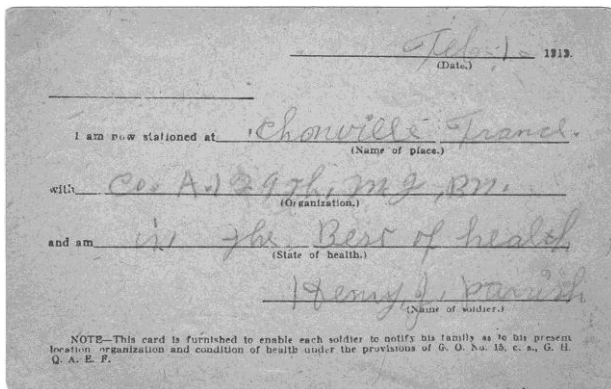 Feb. 1. 1919.
(Date.)
I am now stationed at Chonville France.
(Name of place.)
with Co. A. 129th, M G, BN.
(Organization.)
and am in the Best of health
(State of health.)
Henry J. Parrish
(Name of soldier.)
NOTE—This card is furnished to enable each soldier to notify his family as to his present
location organization and condition of health under the provisions of G. O. No. 15, c. s., G. H.
Q. A. E. F.